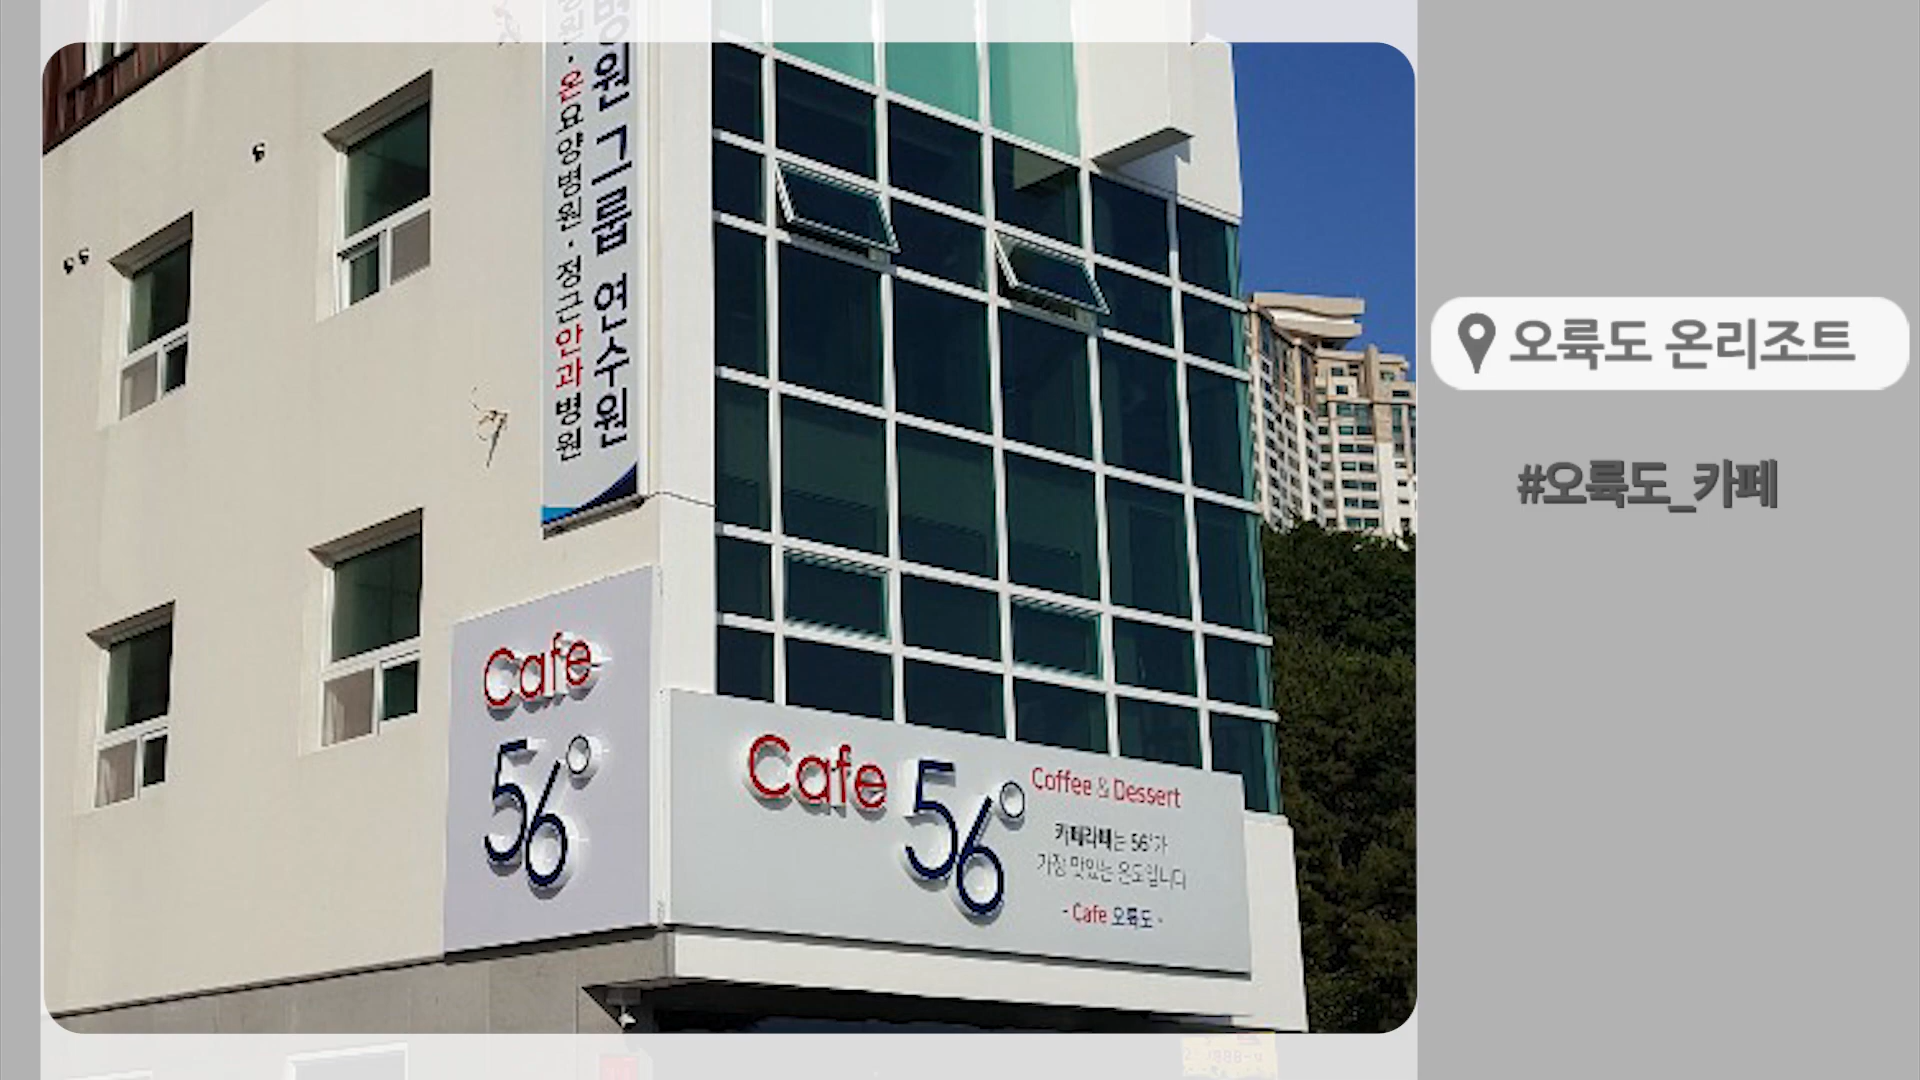 병원 그룹 연수원
온요양병원 · 정근안과병원
Cafe
56°
Cafe 56°
Coffee & Dessert
카페라떼는 56°가
가장 맛있는 온도입니다
- Cafe 오륙도 -
오륙도 온리조트
#오륙도_카페